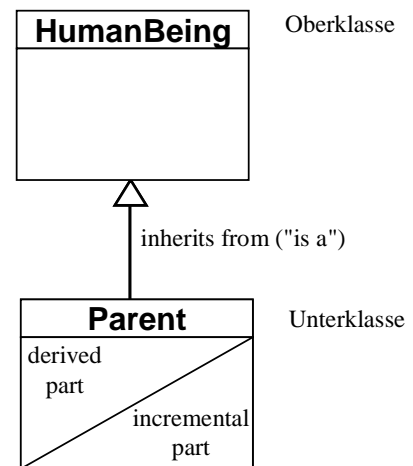 HumanBeing
Oberklasse
inherits from ("is a")
Parent
Unterklasse
derived
part
incremental
part